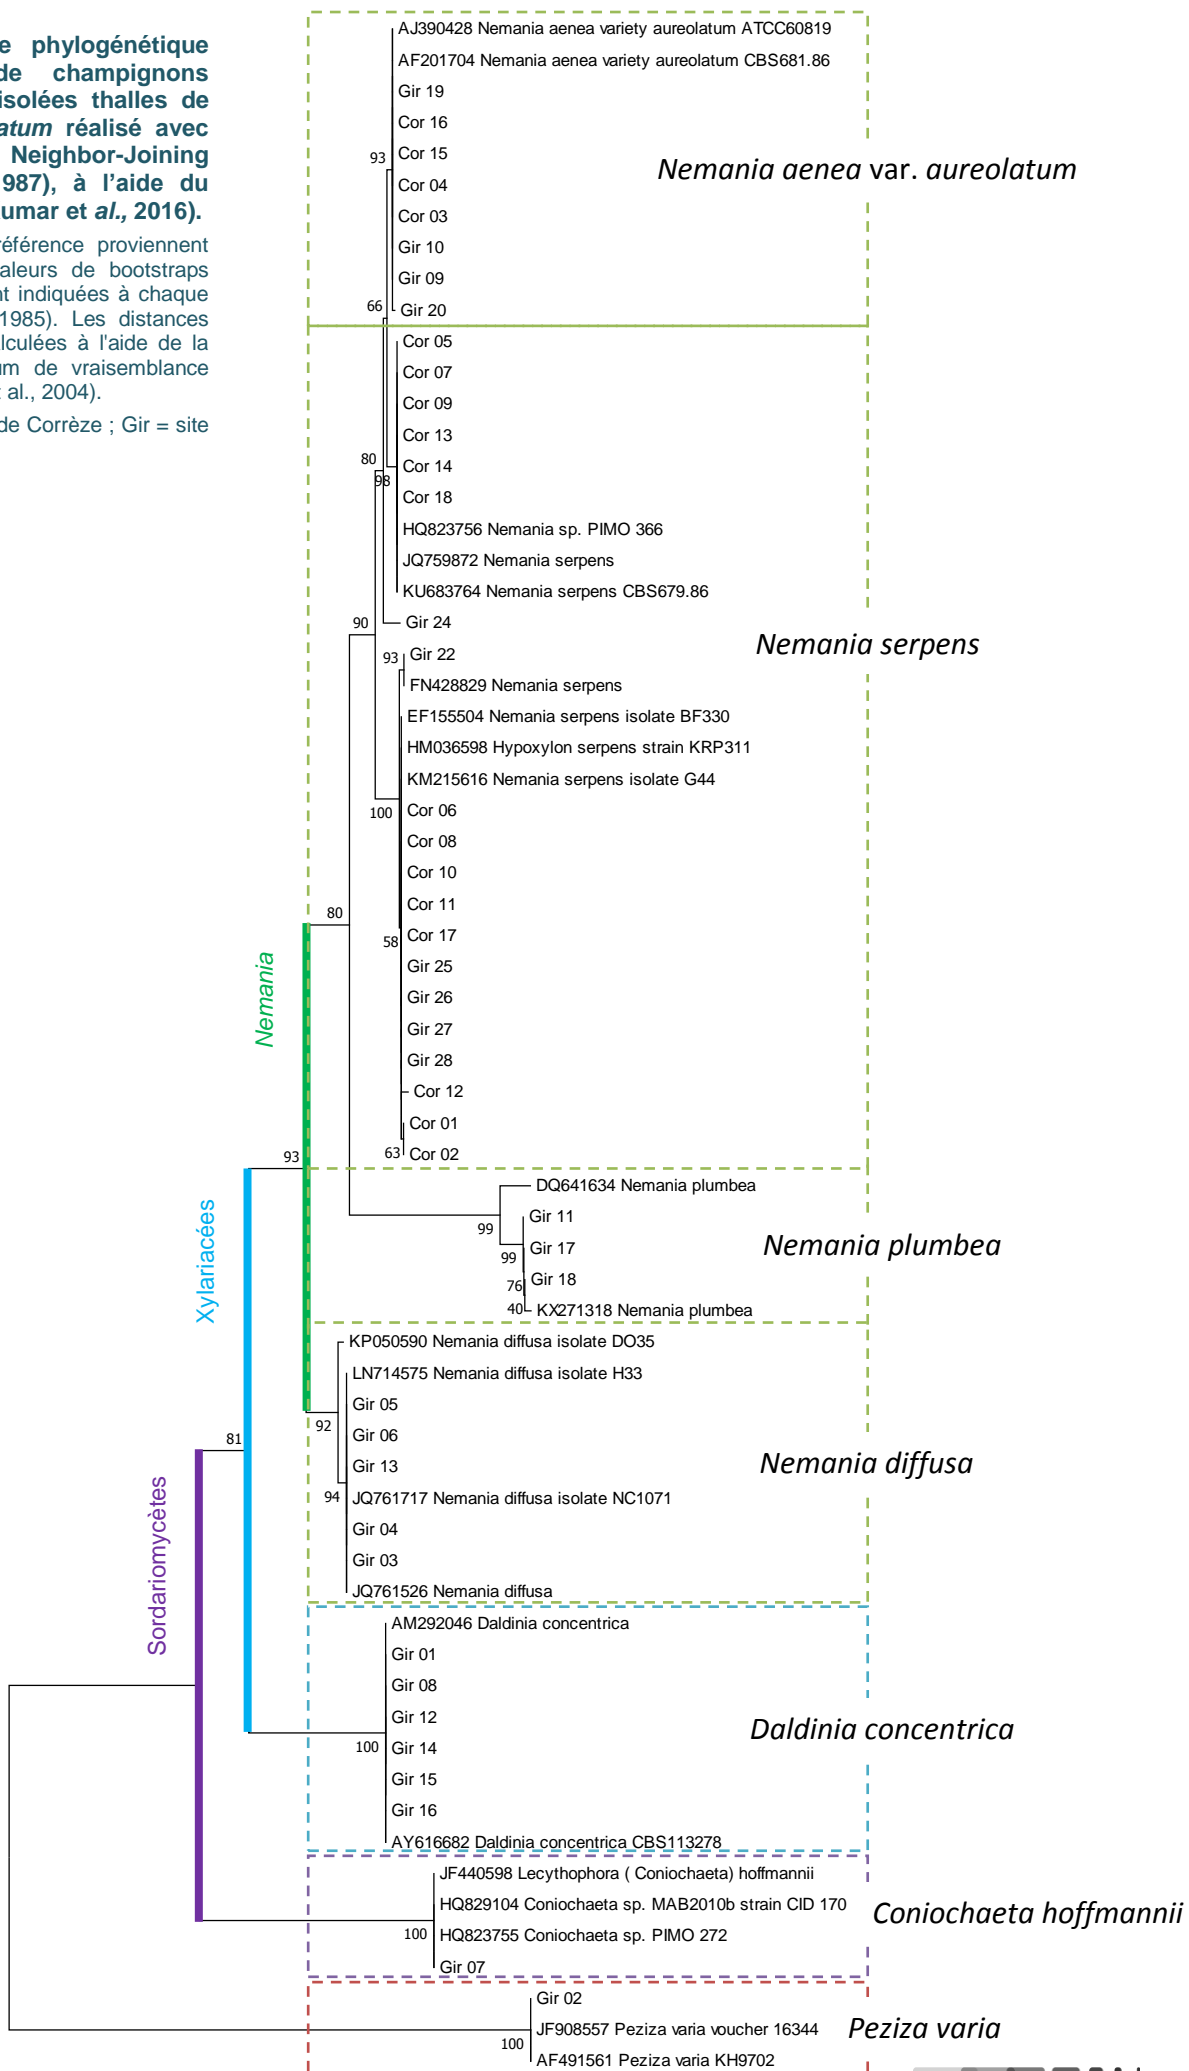 e phylogénétique
de champignons
isolées thalles de
atum réalisé avec
Neighbor-Joining
987), à l'aide du
umar et al., 2016).
référence proviennent
aleurs de bootstraps
nt indiquées à chaque
1985). Les distances
alculées à l'aide de la
um de vraisemblance
t al., 2004).
de Corrèze ; Gir = site
AJ390428 Nemania aenea variety aureolatum ATCC60819
AF201704 Nemania aenea variety aureolatum CBS681.86
Gir 19
Cor 16
93
Cor 15
Nemania aenea var. aureolatum
Cor 04
Cor 03
Gir 10
Gir 09
66
Gir 20
Cor 05
Cor 07
Cor 09
Cor 13
80
Cor 14
98
Cor 18
HQ823756 Nemania sp. PIMO 366
JQ759872 Nemania serpens
KU683764 Nemania serpens CBS679.86
90
Gir 24
Nemania serpens
93
Gir 22
FN428829 Nemania serpens
EF155504 Nemania serpens isolate BF330
HM036598 Hypoxylon serpens strain KRP311
KM215616 Nemania serpens isolate G44
100
Cor 06
Cor 08
Cor 10
Cor 11
80
58
Cor 17
Gir 25
Gir 26
Nemania
Gir 27
Gir 28
Cor 12
Cor 01
63
Cor 02
93
DQ641634 Nemania plumbea
Gir 11
99
Gir 17
Nemania plumbea
99
Gir 18
76
40
KX271318 Nemania plumbea
Xylariacées
KP050590 Nemania diffusa isolate DO35
LN714575 Nemania diffusa isolate H33
Gir 05
92
Gir 06
81
Gir 13
Nemania diffusa
94
JQ761717 Nemania diffusa isolate NC1071
Gir 04
Gir 03
Sordariomycètes
JQ761526 Nemania diffusa
AM292046 Daldinia concentrica
Gir 01
Gir 08
Gir 12
Daldinia concentrica
100
Gir 14
Gir 15
Gir 16
AY616682 Daldinia concentrica CBS113278
JF440598 Lecythophora ( Coniochaeta) hoffmannii
HQ829104 Coniochaeta sp. MAB2010b strain CID 170
Coniochaeta hoffmannii
100
HQ823755 Coniochaeta sp. PIMO 272
Gir 07
Gir 02
JF908557 Peziza varia voucher 16344
Peziza varia
100
AF491561 Peziza varia KH9702